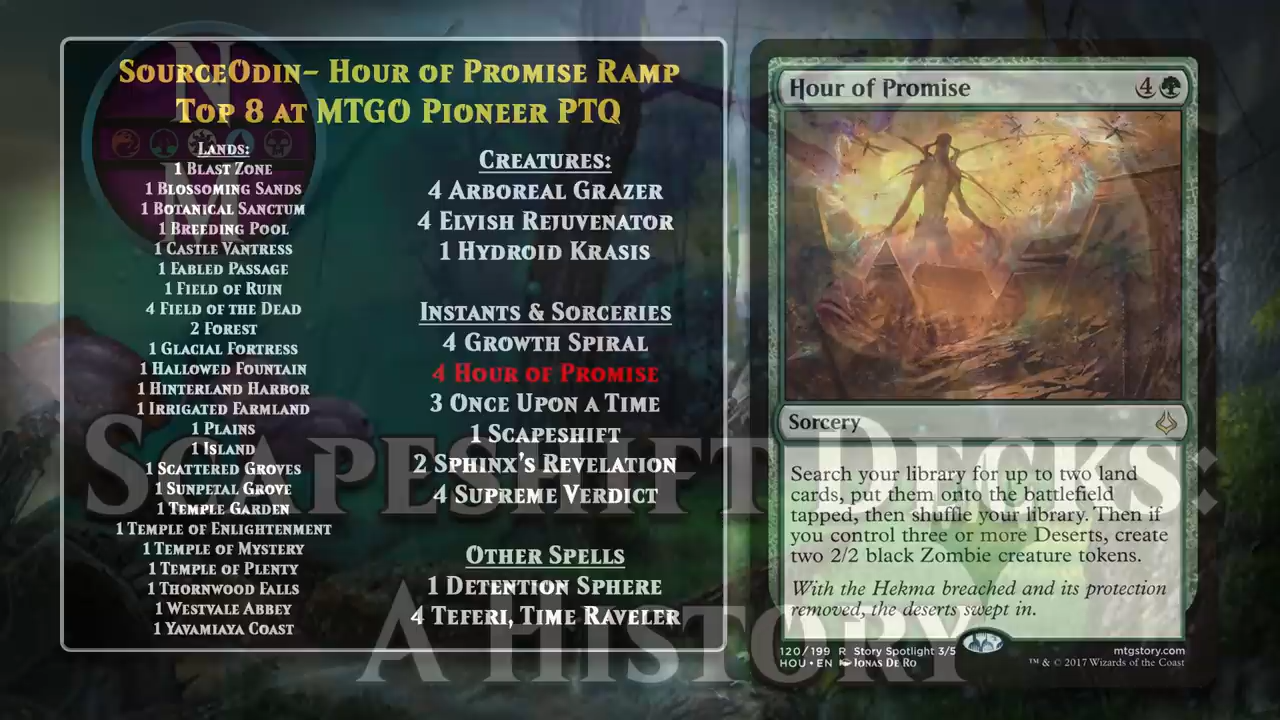 SourceOdin– Hour of Promise Ramp
Top 8 at MTGO Pioneer PTQ
Lands:
1 Blast Zone
1 Blossoming Sands
1 Botanical Sanctum
1 Breeding Pool
1 Castle Vantress
1 Fabled Passage
1 Field of Ruin
4 Field of the Dead
2 Forest
1 Glacial Fortress
1 Hallowed Fountain
1 Hinterland Harbor
1 Irrigated Farmland
1 Plains
1 Island
1 Scattered Groves
1 Sunpetal Grove
1 Temple Garden
1 Temple of Enlightenment
1 Temple of Mystery
1 Temple of Plenty
1 Thornwood Falls
1 Westvale Abbey
1 Yavamiaya Coast
Creatures:
4 Arboreal Grazer
4 Elvish Rejuvenator
1 Hydroid Krasis
Instants & Sorceries
4 Growth Spiral
4 Hour of Promise
3 Once Upon a Time
1 Scapeshift
2 Sphinx's Revelation
4 Supreme Verdict
Other Spells
1 Detention Sphere
4 Teferi, Time Raveler
Hour of Promise
4
Sorcery
Search your library for up to two land
cards, put them onto the battlefield
tapped, then shuffle your library. Then if
you control three or more Deserts, create
two 2/2 black Zombie creature tokens.
With the Hekma breached and its protection
removed, the deserts swept in.
120/199 R Story Spotlight 3/5
HOU • EN Jonas De Ro
mtgstory.com
™ & © 2017 Wizards of the Coast
Scapeshift Decks:
A History
N
M